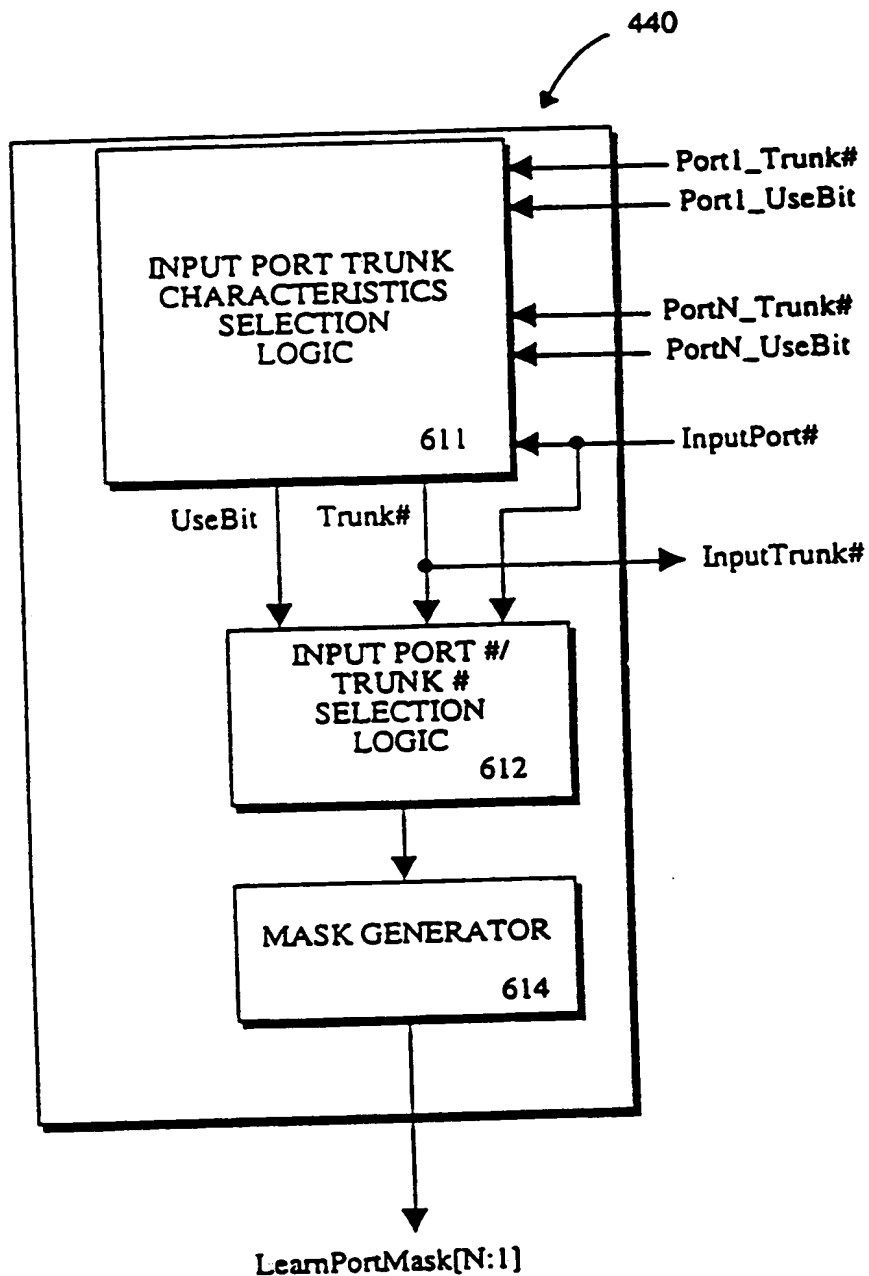 440
Port1_Trunk#
Port1_UseBit
INPUT PORT TRUNK
CHARACTERISTICS
SELECTION
LOGIC
611
PortN_Trunk#
PortN_UseBit
InputPort#
UseBit
Trunk#
InputTrunk#
INPUT PORT #/
TRUNK #
SELECTION
LOGIC
612
MASK GENERATOR
614
LearnPortMask[N:1]